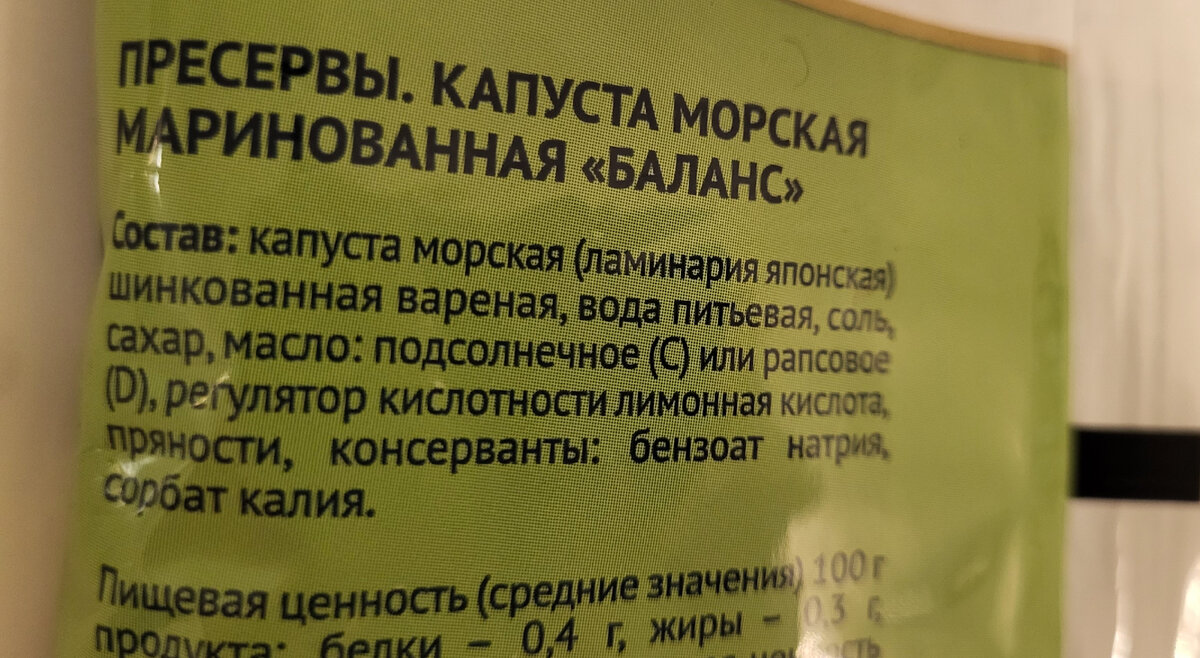 ПРЕСЕРВЫ. КАПУСТА МОРСКАЯ
МАРИНОВАННАЯ «БАЛАНС»
Состав: капуста морская (ламинария японская)
шинкованная вареная, вода питьевая, соль,
сахар, масло: подсолнечное (C) или рапсовое
(D), регулятор кислотности лимонная кислота,
пряности, консерванты: бензоат натрия,
сорбат калия.
Пищевая ценность (средние значения) 100 г
продукта: белки – 0,4 г, жиры – 0,3 г,